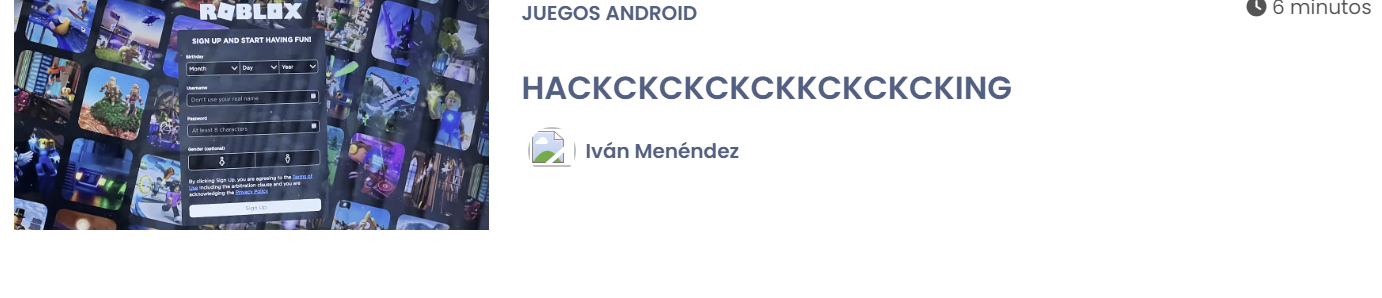 JUEGOS ANDROID
6 minutos
HACKCKCKCKCKKCKCKCKING
Iván Menéndez
ROBLOX
SIGN UP AND START HAVING FUN!
Birthday
Month Day Year
Username
Don't use your real name
Password
At least 8 characters
Gender (optional)
By clicking Sign Up, you are agreeing to the Terms of
Use including the arbitration clause and you are
acknowledging the Privacy Policy
Sign Up